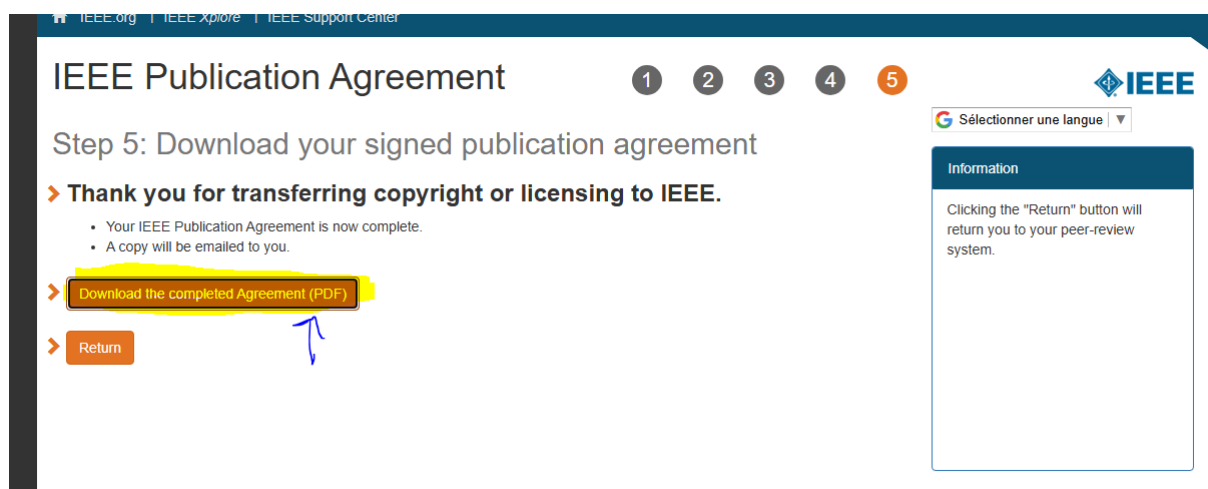 IEEE.org | IEEE Xplore | IEEE Support Center
IEEE Publication Agreement
1 2 3 4 5
IEEE
Sélectionner une langue
Step 5: Download your signed publication agreement
Thank you for transferring copyright or licensing to IEEE.
Your IEEE Publication Agreement is now complete.
A copy will be emailed to you.
Download the completed Agreement (PDF)
Return
Information
Clicking the "Return" button will
return you to your peer-review
system.